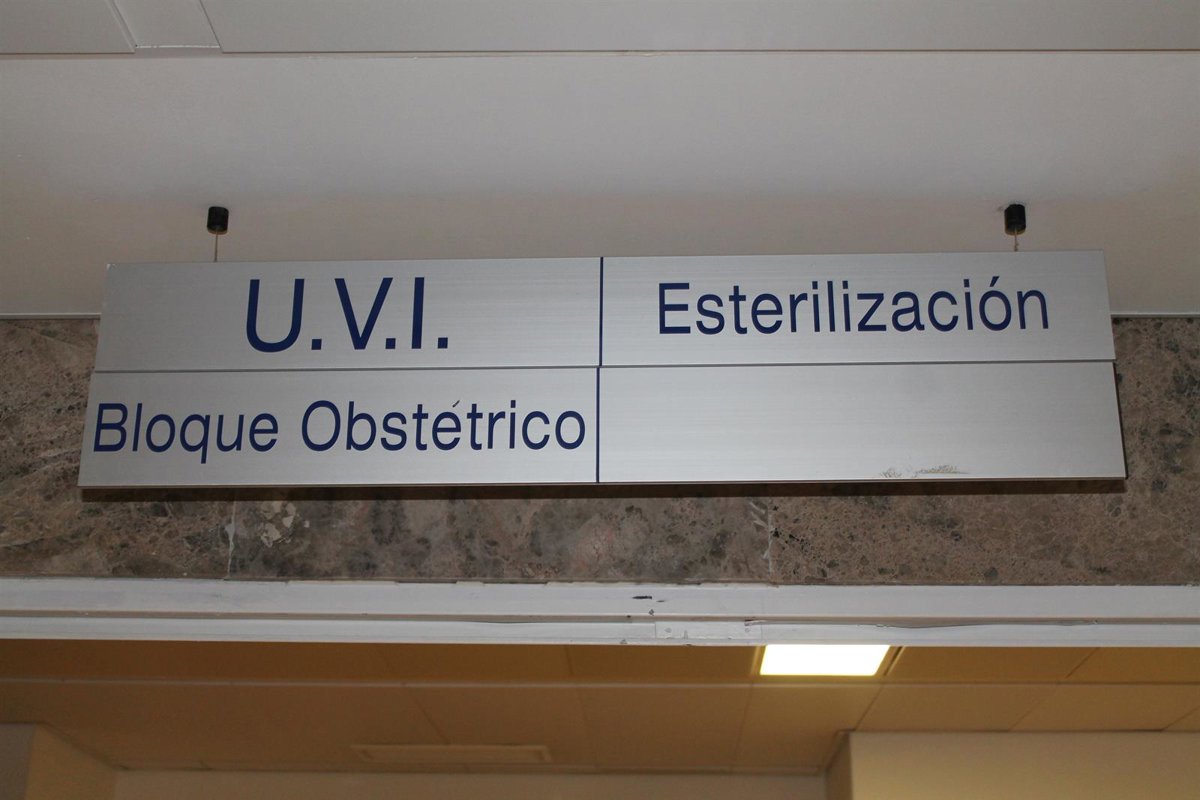 U.V.I.
Esterilización
Bloque Obstétrico